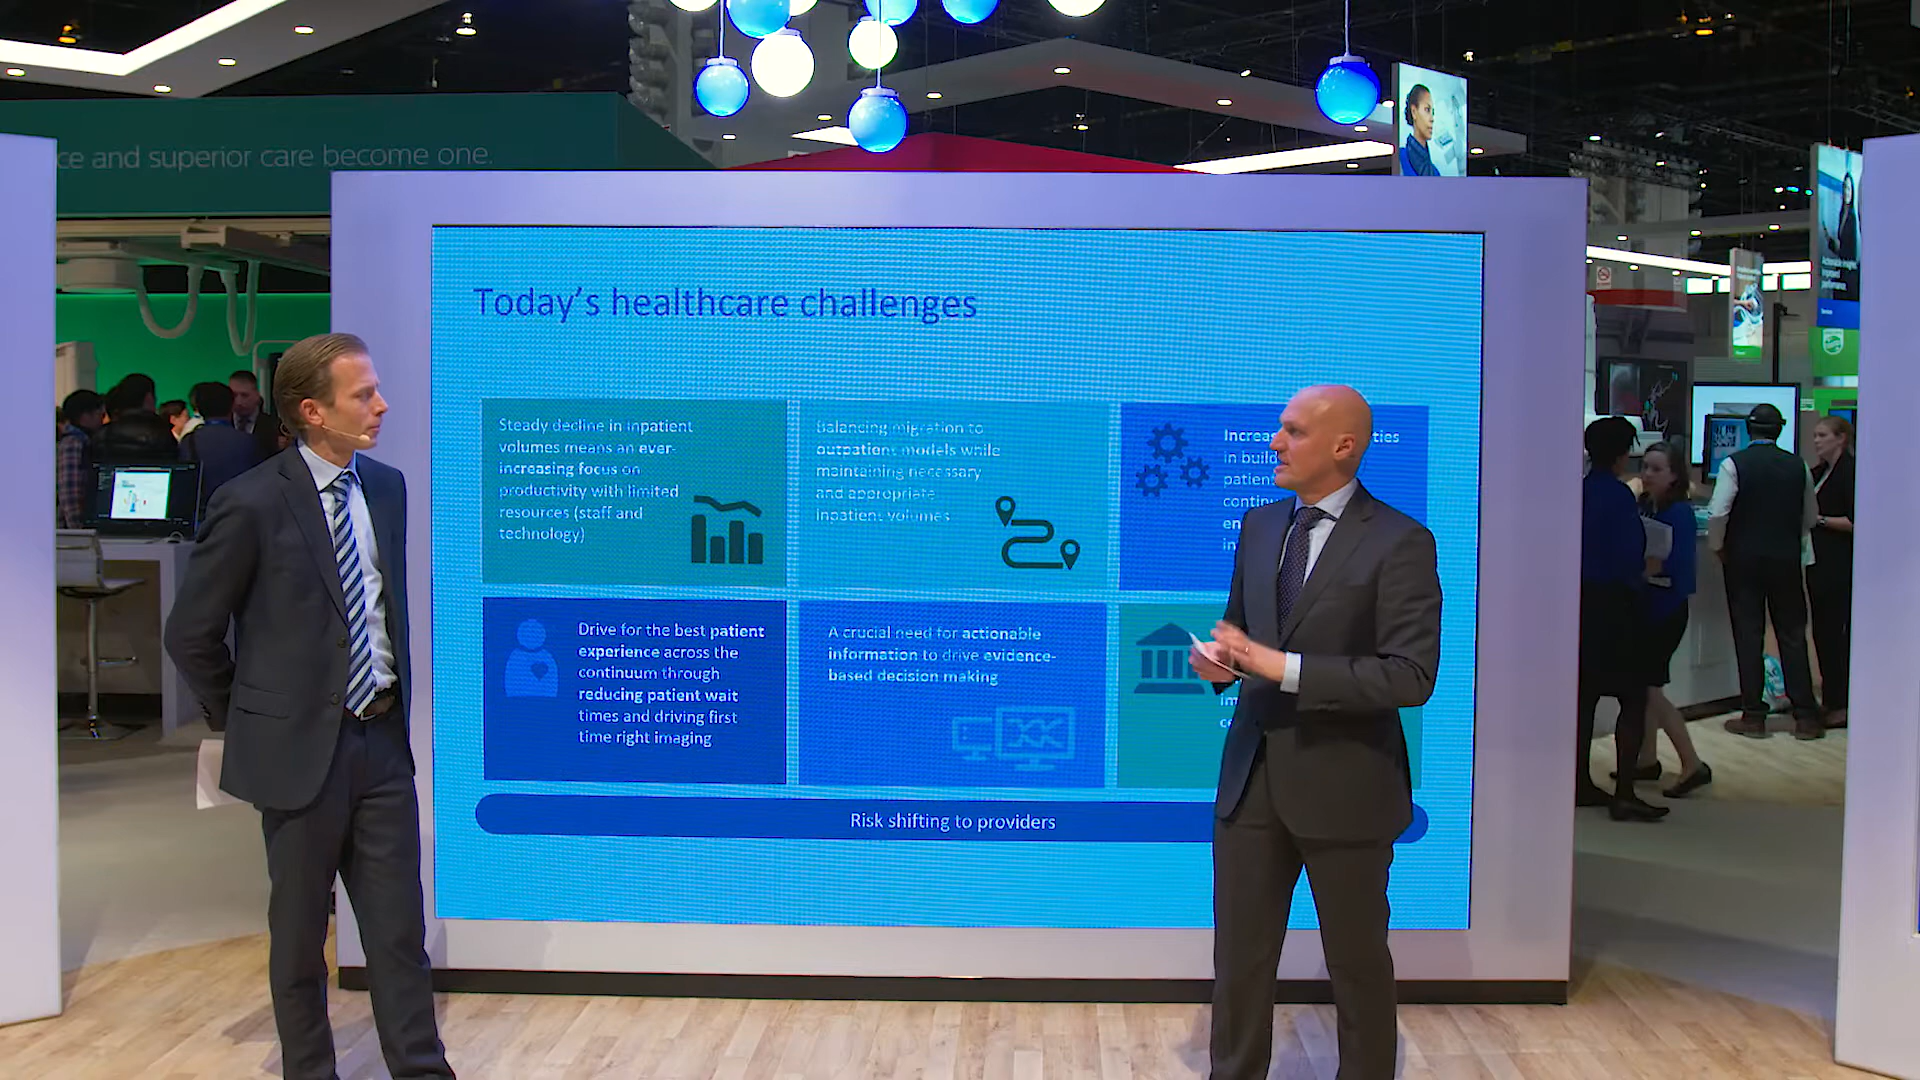 ce and superior care become one.
Today's healthcare challenges
Steady decline in inpatient
volumes means an ever-
increasing focus on
productivity with limited
resources (staff and
technology)
Balancing migration to
outpatient models while
maintaining necessary
and appropriate
inpatient volumes
Increas
ties
in build
patien
contin
en
in
Drive for the best patient
experience across the
continuum through
reducing patient wait
times and driving first
time right imaging
A crucial need for actionable
information to drive evidence-
based decision making
im
ce
Risk shifting to providers